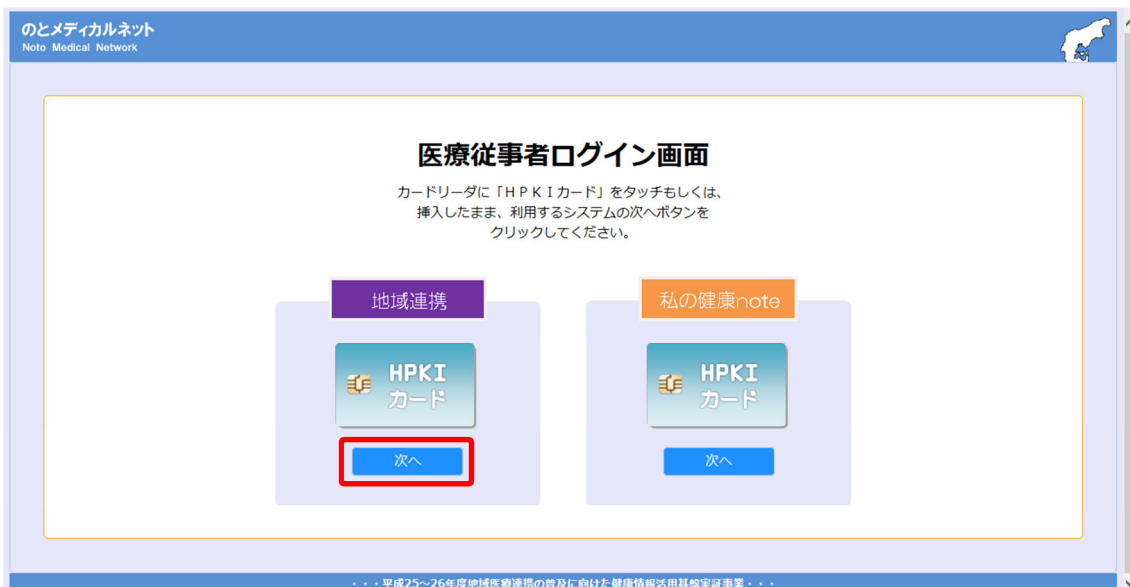 のとメディカルネット
Noto Medical Network
医療従事者ログイン画面
カードリーダに「ＨＰＫＩカード」をタッチもしくは、
挿入したまま、利用するシステムの次へボタンを
クリックしてください。
地域連携
HPKI
カード
次へ
私の健康note
HPKI
カード
次へ
・・・平成25～26年度地域医療連携の普及に向けた健康情報活用基盤実証事業・・・